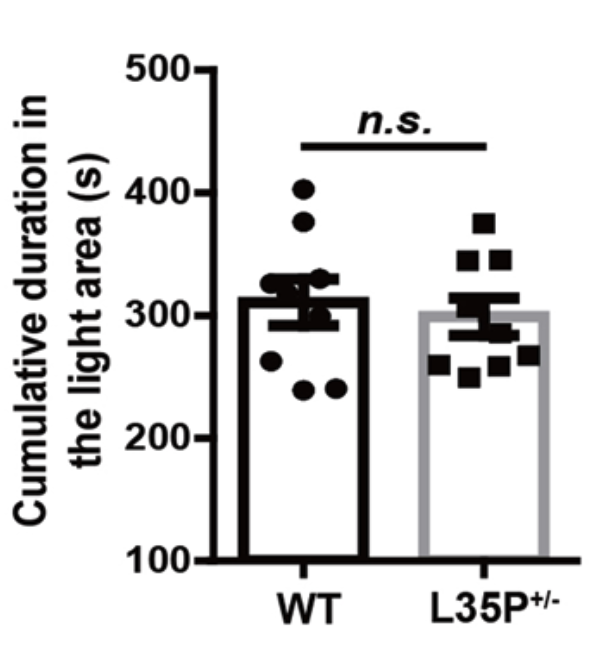 Cumulative duration in
the light area (s)
500
400
300
200
100
n.s.
WT
L35P+/-